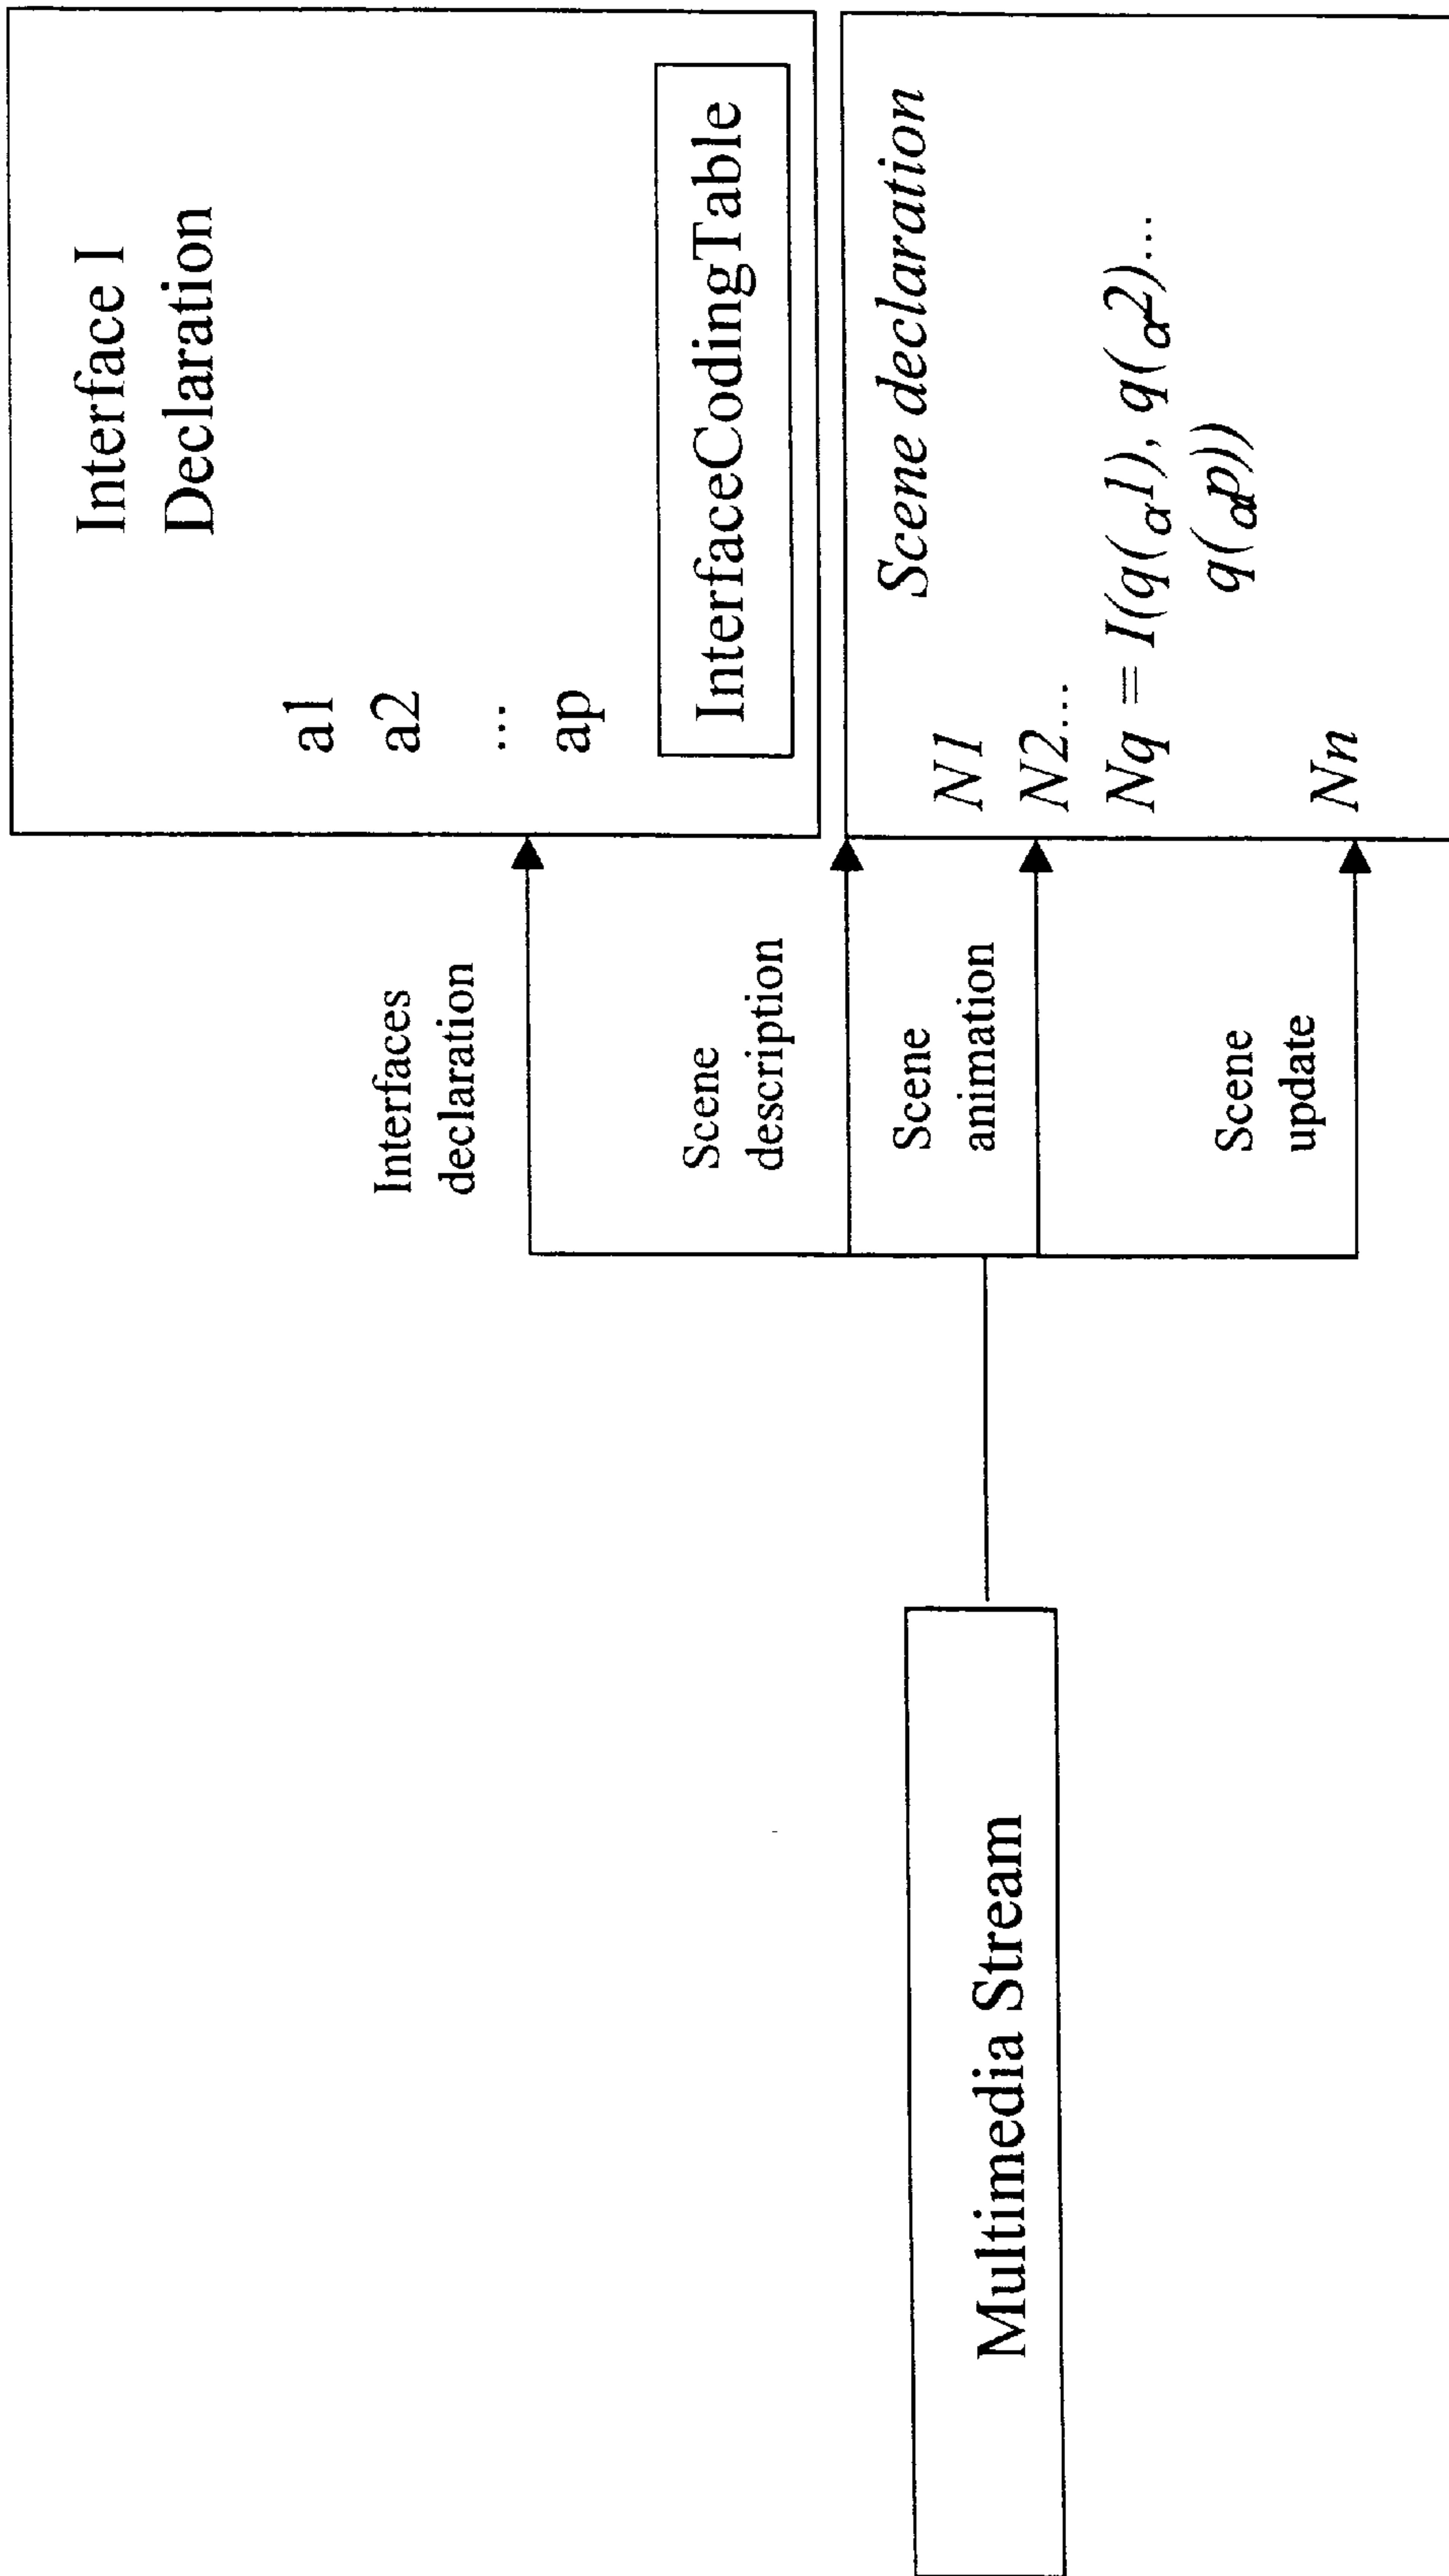 Multimedia Stream
Interfaces
declaration
Scene
description
Scene
animation
Scene
update
Interface I
Declaration
a1
a2
...
ap
InterfaceCodingTable
Scene declaration
N1
N2...
Nq = I(q(α1), q(α2)...
q(αp))
Nn